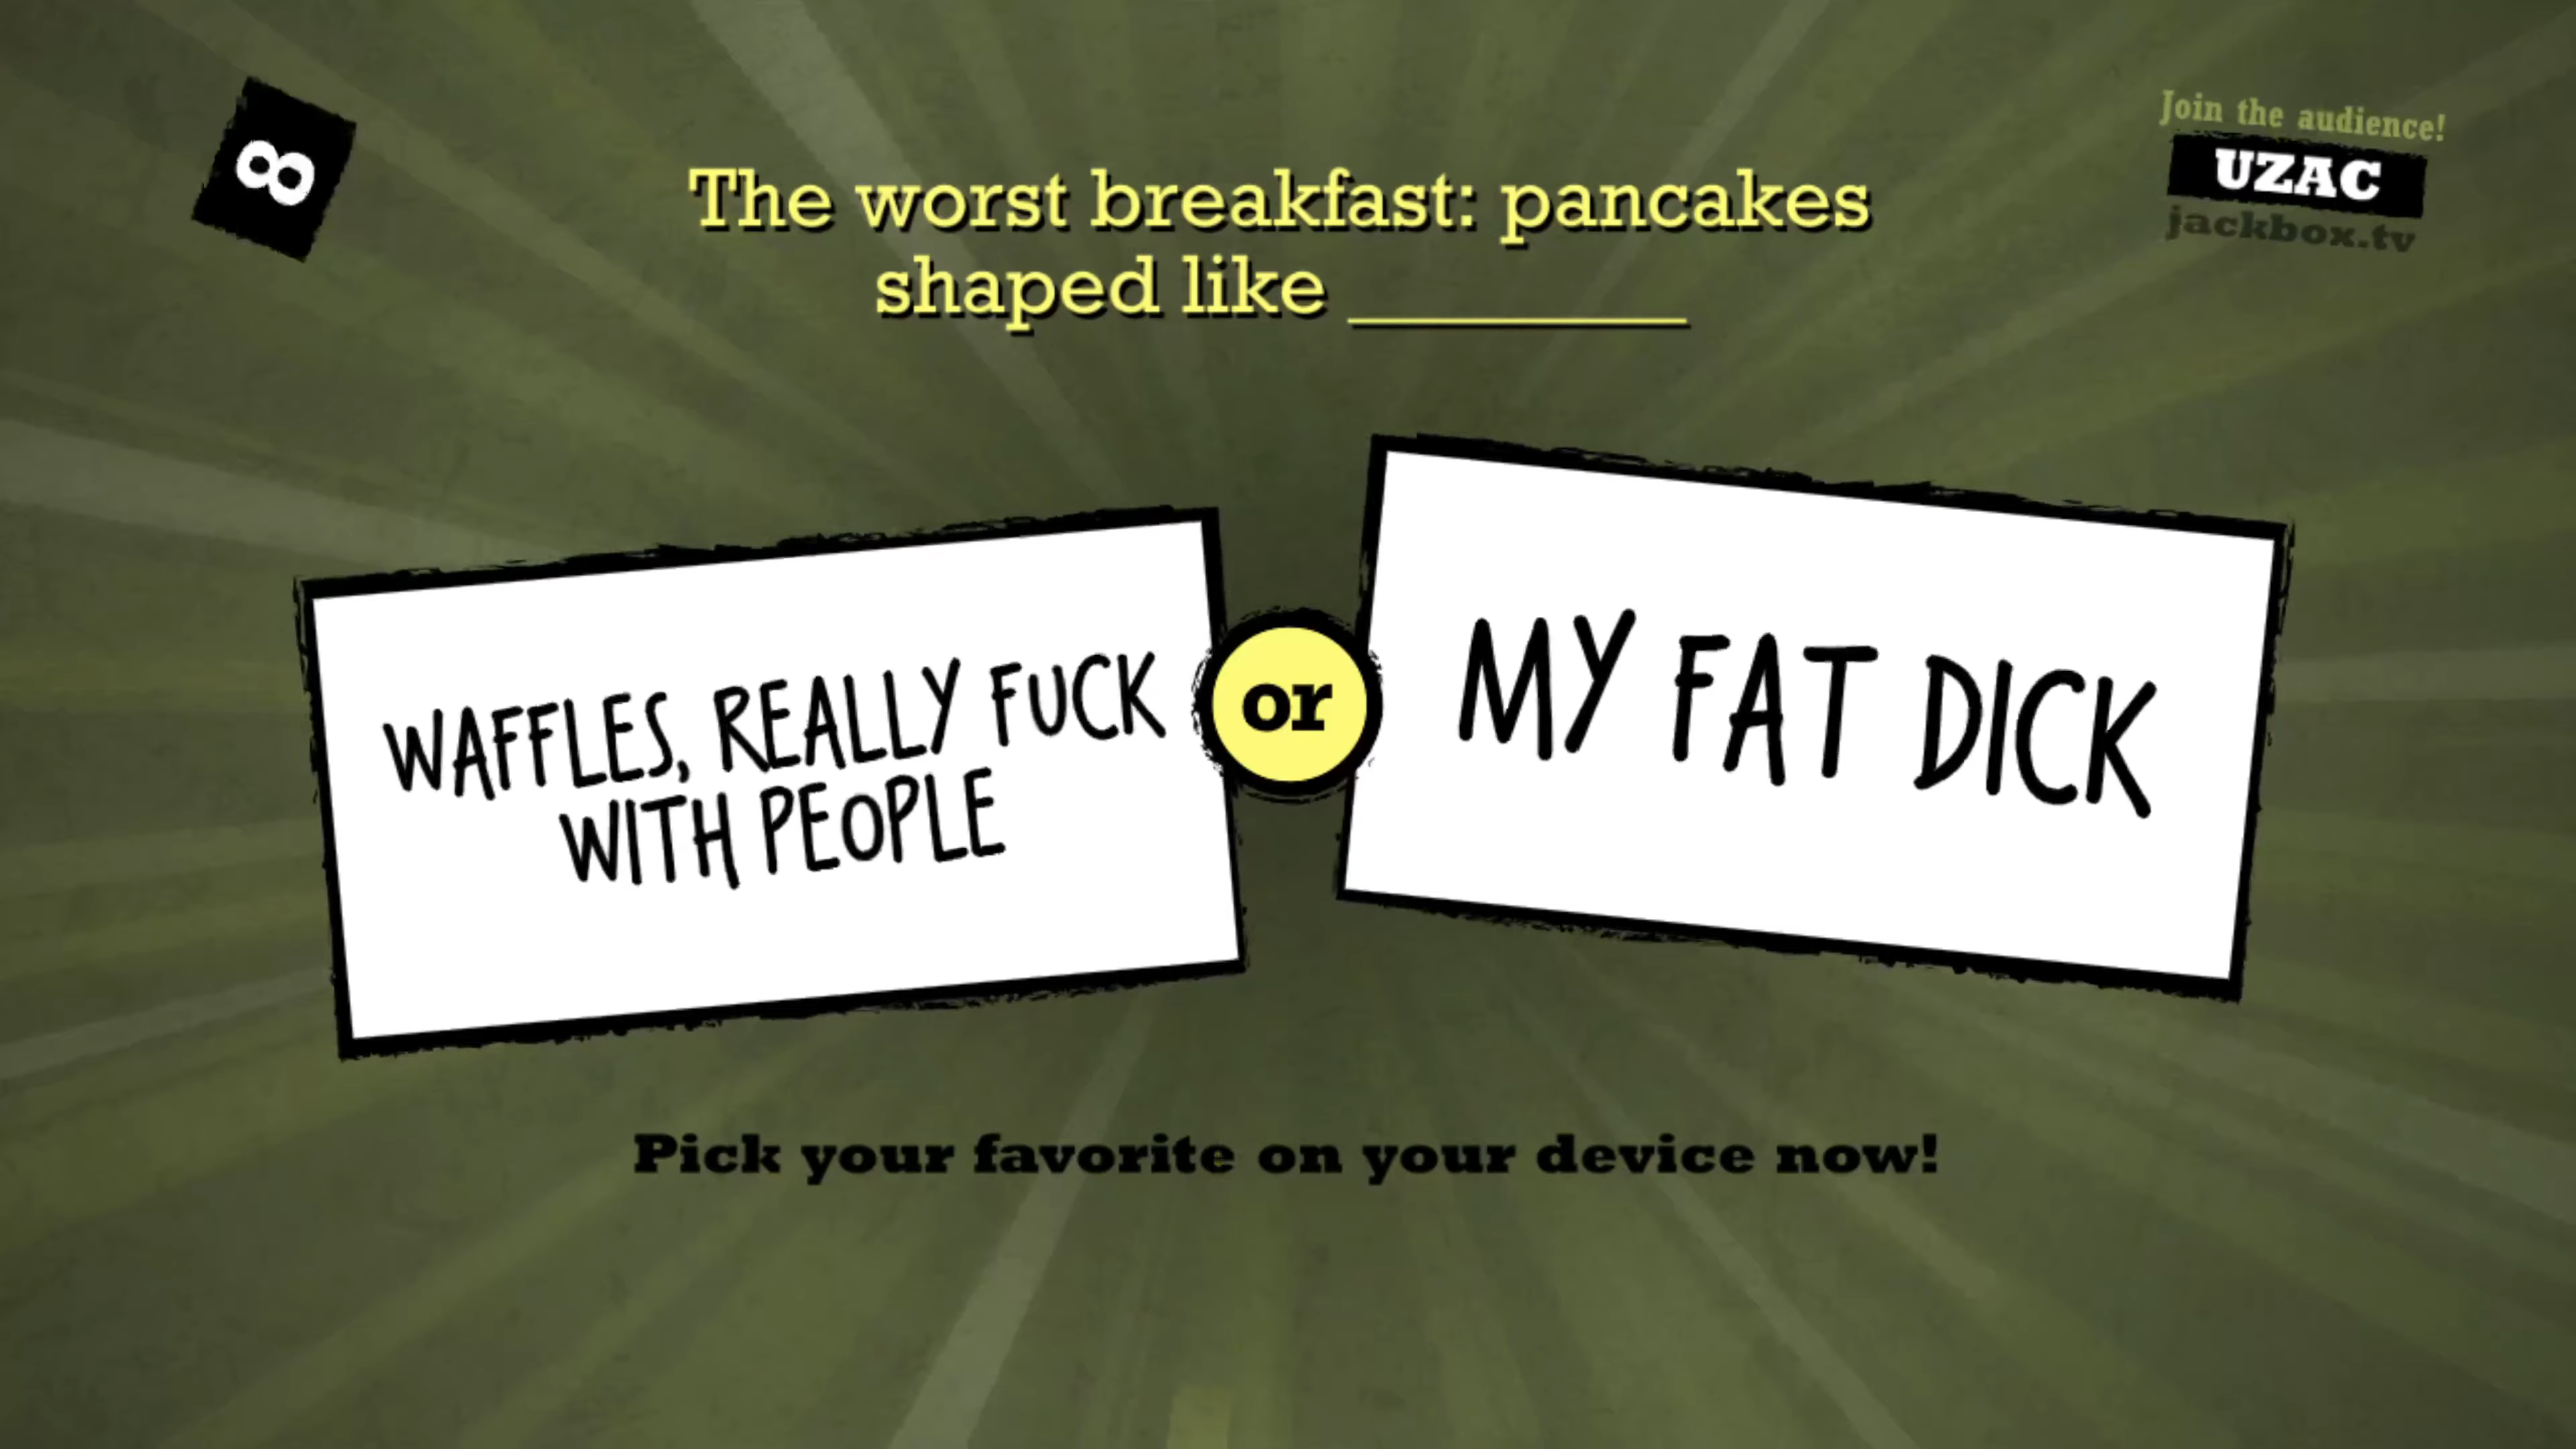 8
Join the audience!
UZAC
jackbox.tv
The worst breakfast: pancakes
shaped like ________
WAFFLES, REALLY FUCK
WITH PEOPLE
or
MY FAT DICK
Pick your favorite on your device now!